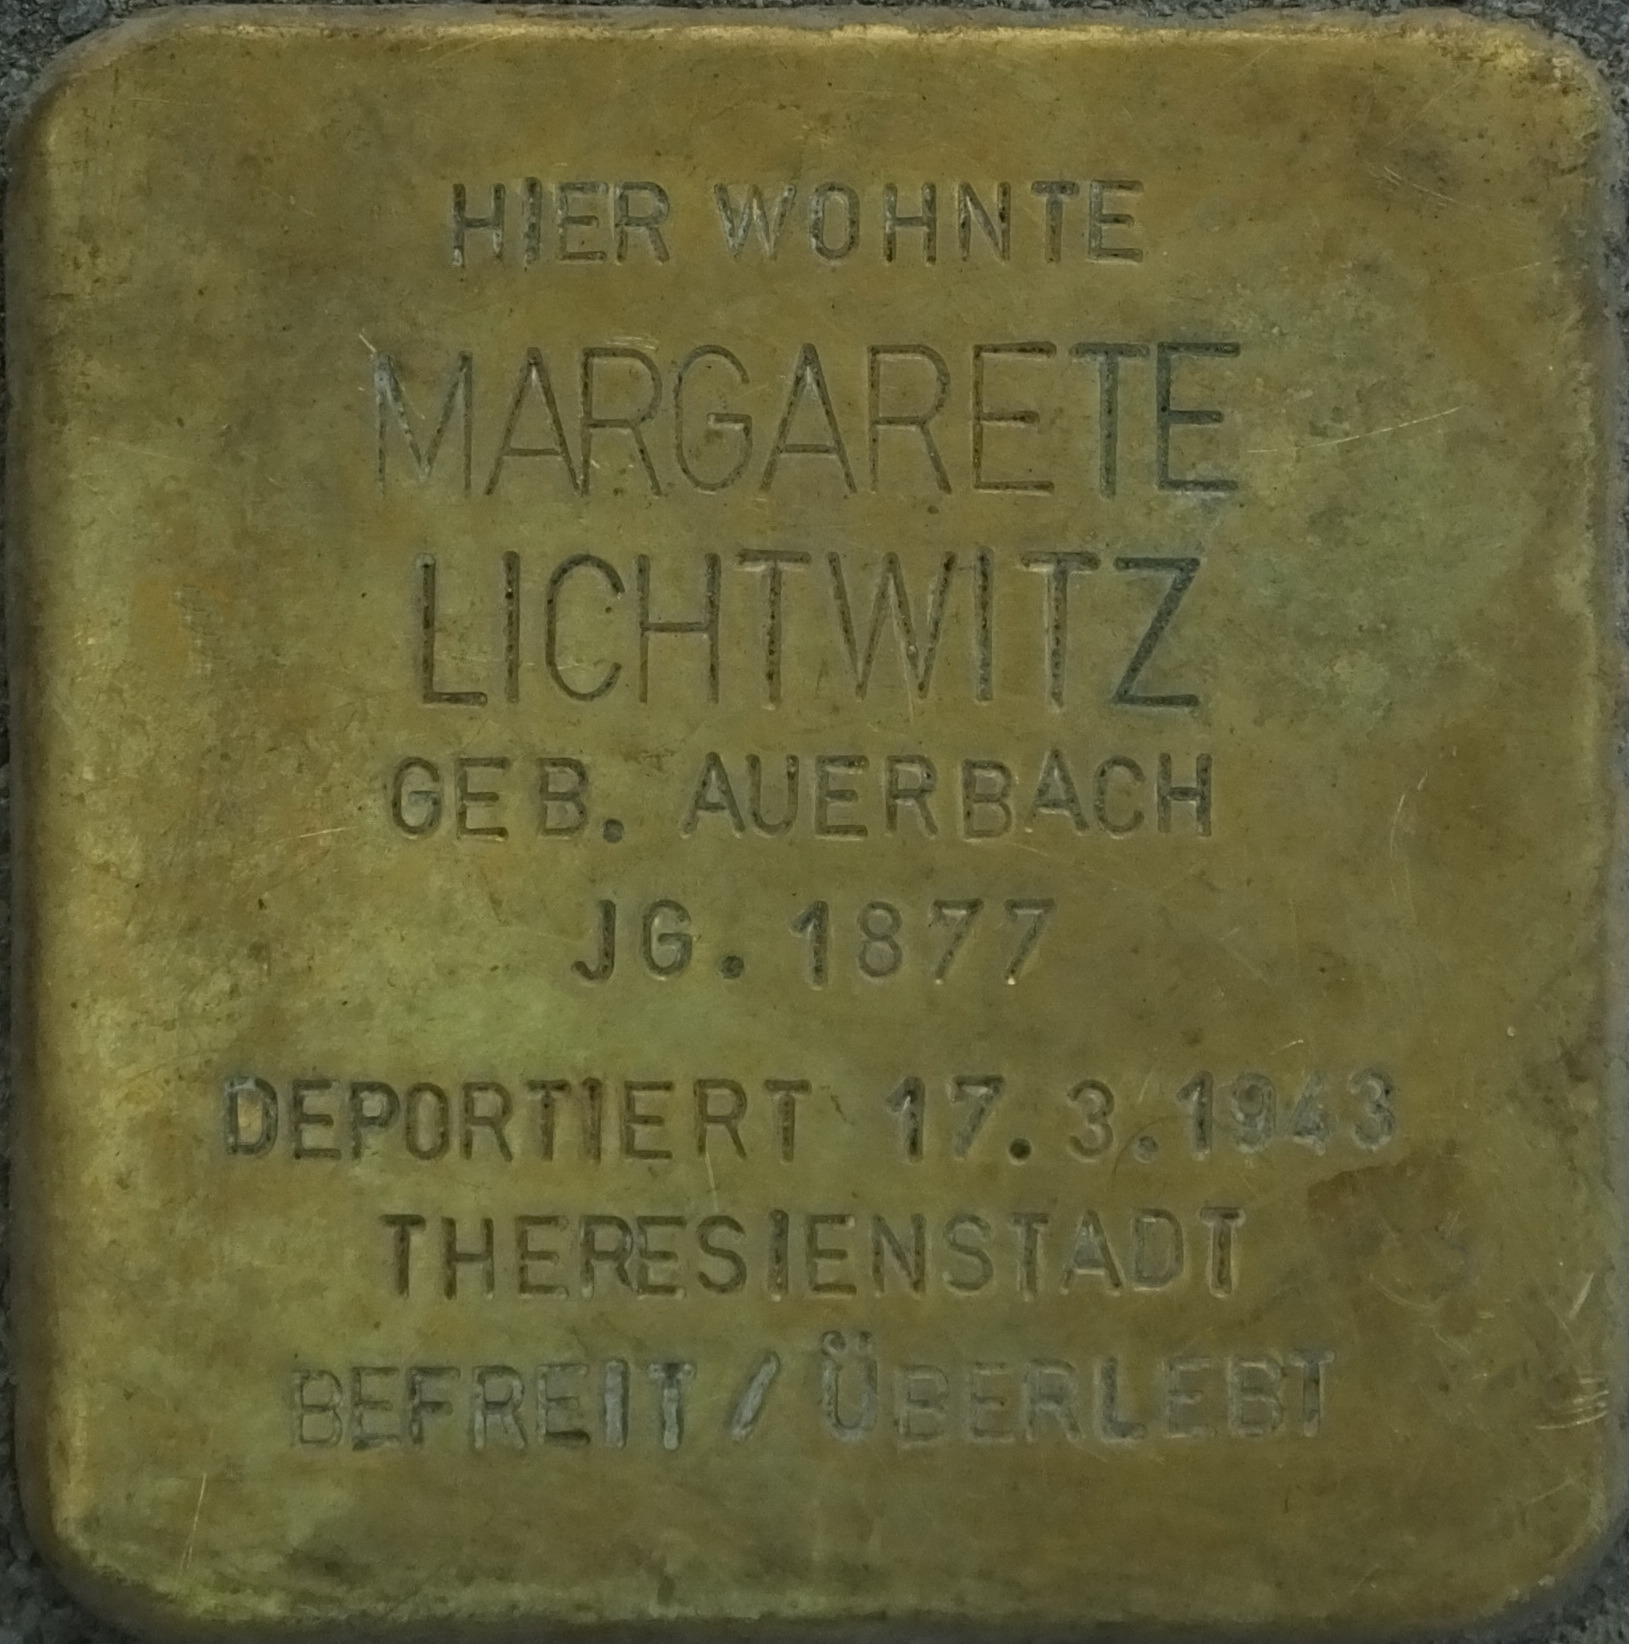 HIER WOHNTE
MARGARETE
LICHTWITZ
GEB. AUERBACH
JG. 1877
DEPORTIERT 17.3.1943
THERESIENSTADT
BEFREIT / ÜBERLEBT